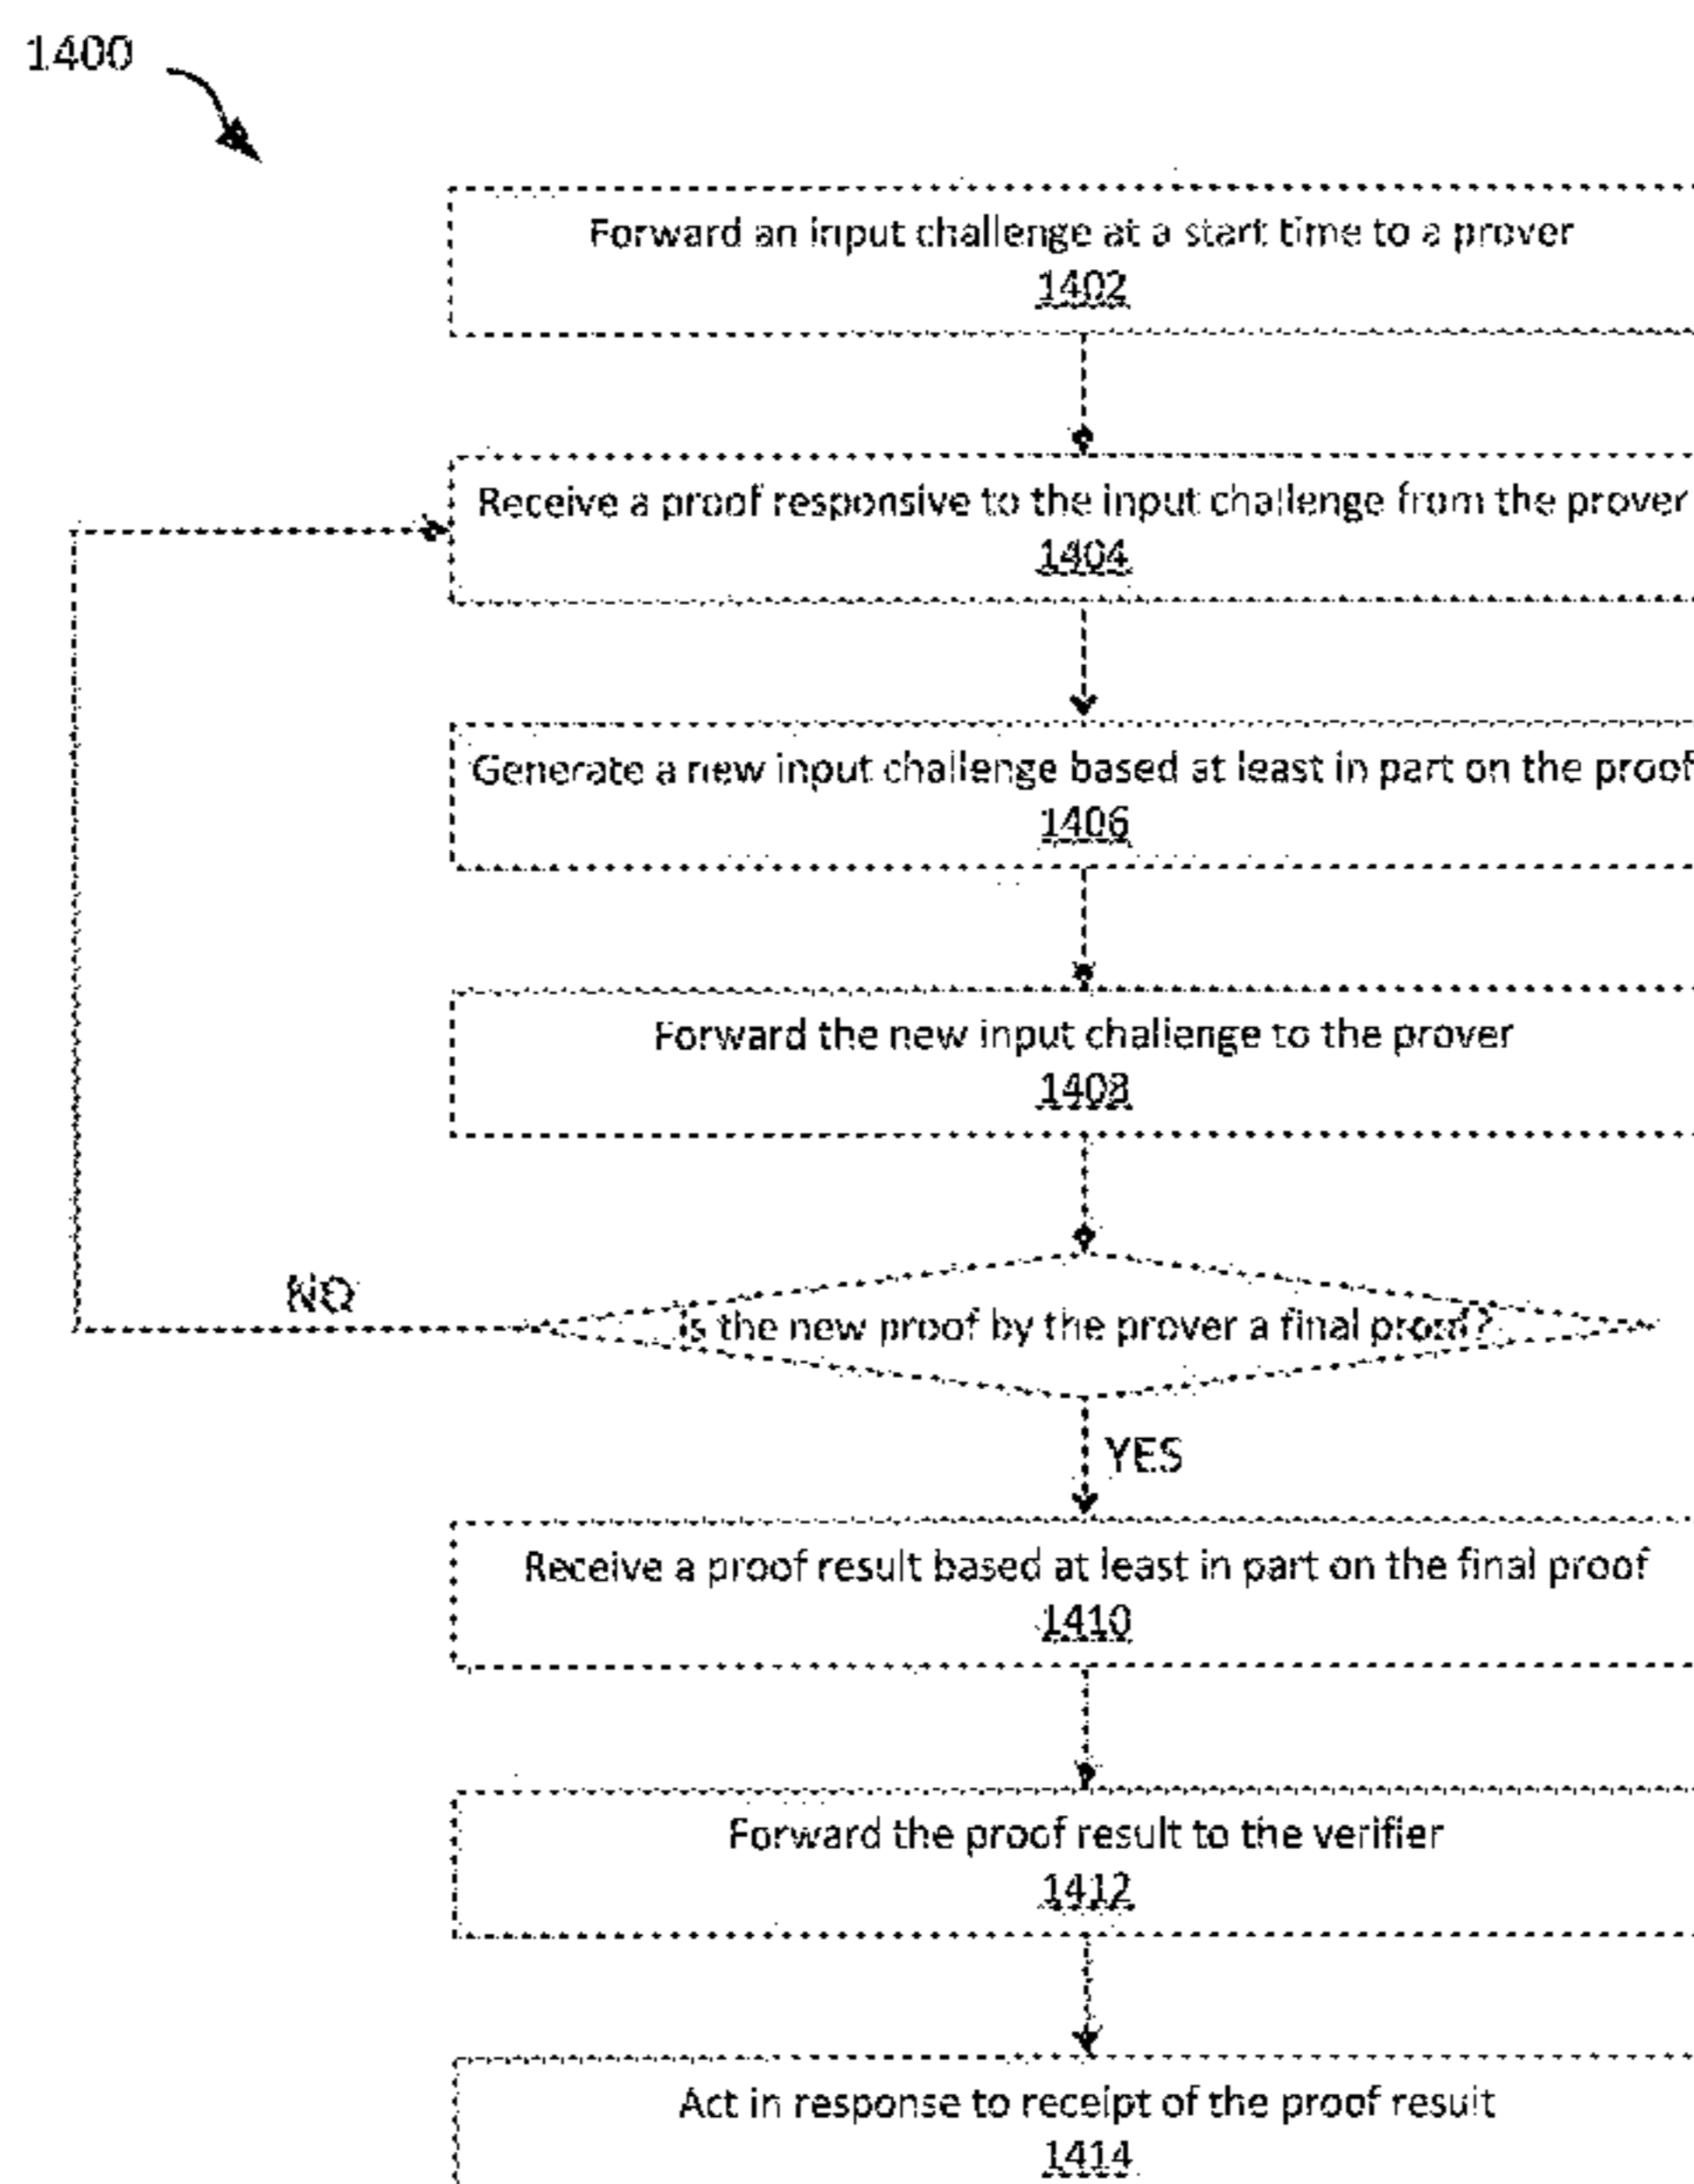 1400
Forward an input challenge at a start time to a prover
1402
Receive a proof responsive to the input challenge from the prover
1404
Generate a new input challenge based at least in part on the proof
1406
Forward the new input challenge to the prover
1408
NO
Is the new proof by the prover a final proof?
YES
Receive a proof result based at least in part on the final proof
1410
Forward the proof result to the verifier
1412
Act in response to receipt of the proof result
1414